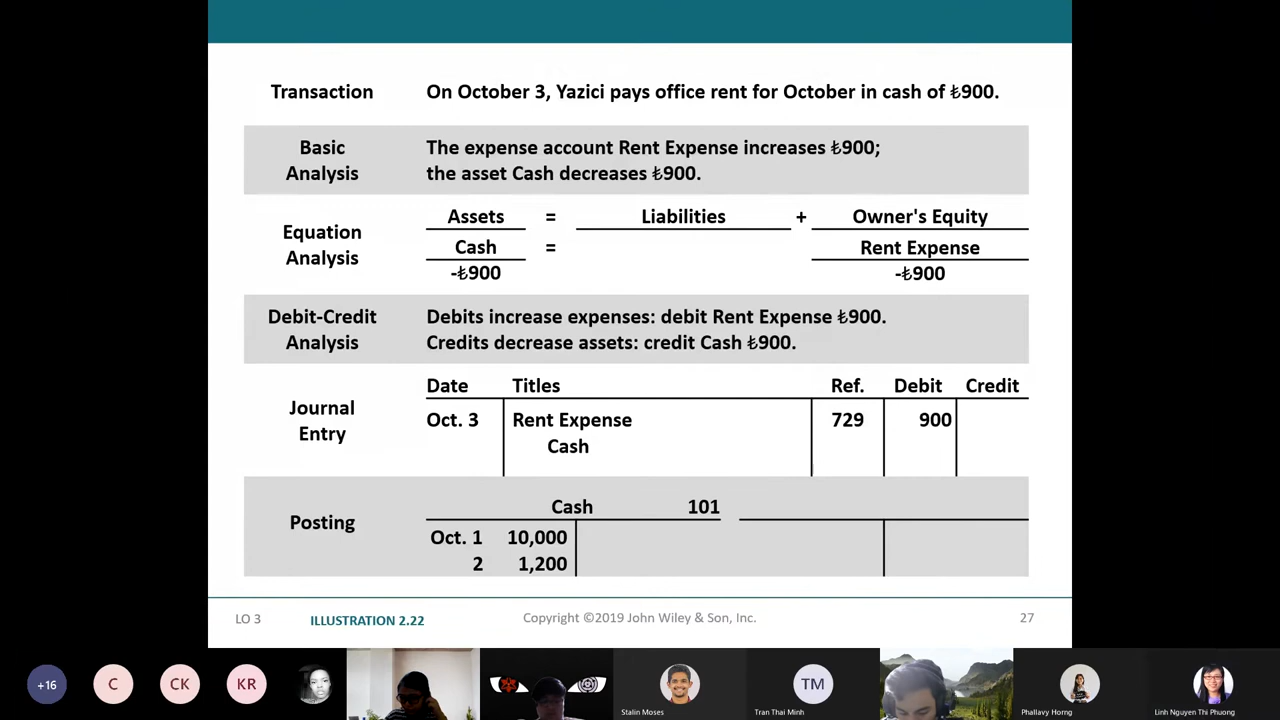 Transaction On October 3, Yazici pays office rent for October in cash of ₺900.
Basic The expense account Rent Expense increases ₺900;
Analysis the asset Cash decreases ₺900.
Assets = Liabilities + Owner's Equity
Equation Cash = Rent Expense
Analysis -₺900 -₺900
Debit-Credit Debits increase expenses: debit Rent Expense ₺900.
Analysis Credits decrease assets: credit Cash ₺900.
Date Titles Ref. Debit Credit
Journal Oct. 3 Rent Expense 729 900
Entry Cash
Cash 101
Posting Oct. 1 10,000
2 1,200
LO 3 ILLUSTRATION 2.22 Copyright ©2019 John Wiley & Son, Inc. 27
+16 C CK KR TM
Stalin Moses Tran Thai Minh Phallavy Horng Linh Nguyen Thi Phuong